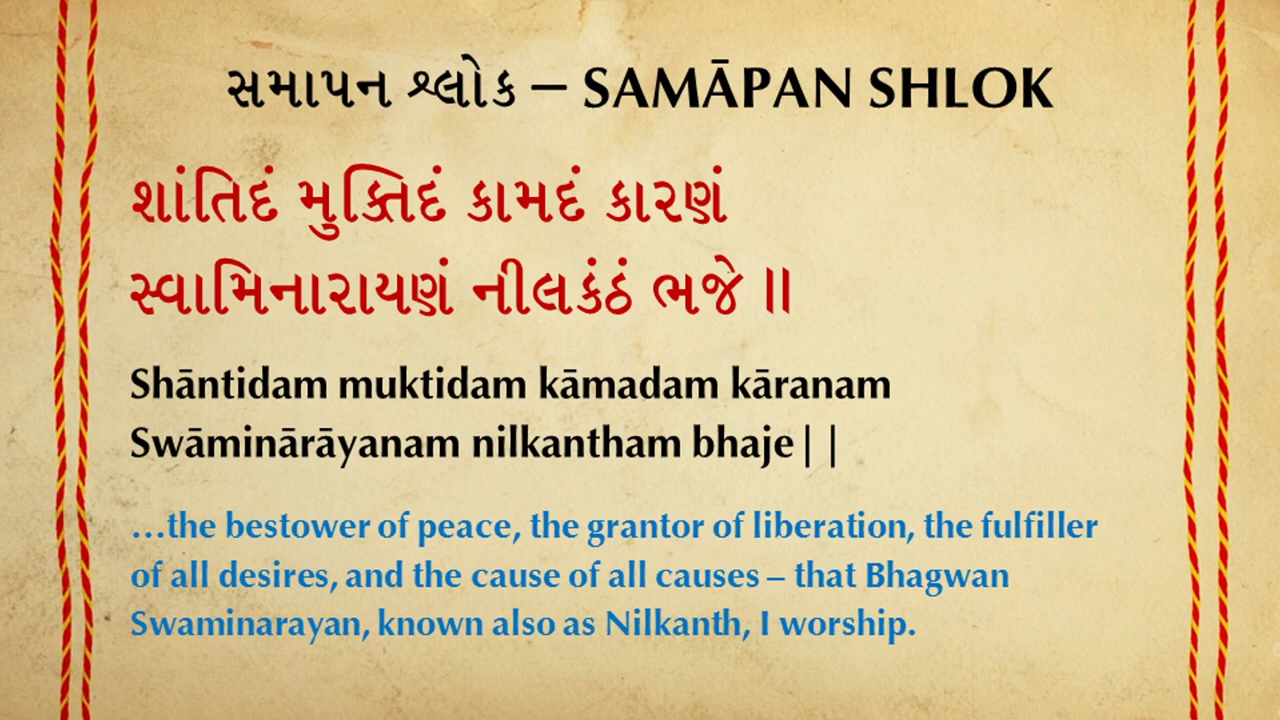 સમાપન શ્લોક – SAMĀPAN SHLOK
શાંતિદં મુક્તિદં કામદં કારણં
સ્વામિનારાયણં નીલકંઠં ભજે ॥
Shāntidam muktidam kāmadam kāranam
Swāminārāyanam nilkantham bhaje||
…the bestower of peace, the grantor of liberation, the fulfiller
of all desires, and the cause of all causes – that Bhagwan
Swaminarayan, known also as Nilkanth, I worship.